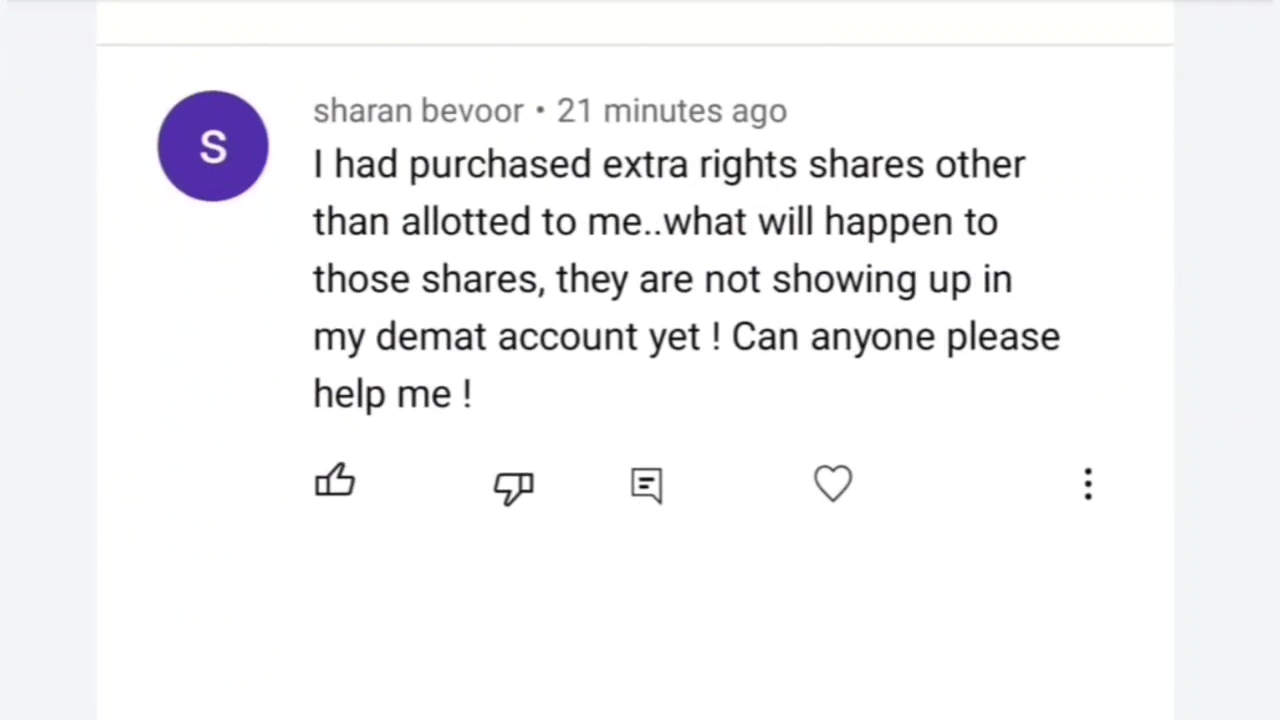 S
sharan bevoor • 21 minutes ago
I had purchased extra rights shares other
than allotted to me..what will happen to
those shares, they are not showing up in
my demat account yet ! Can anyone please
help me !